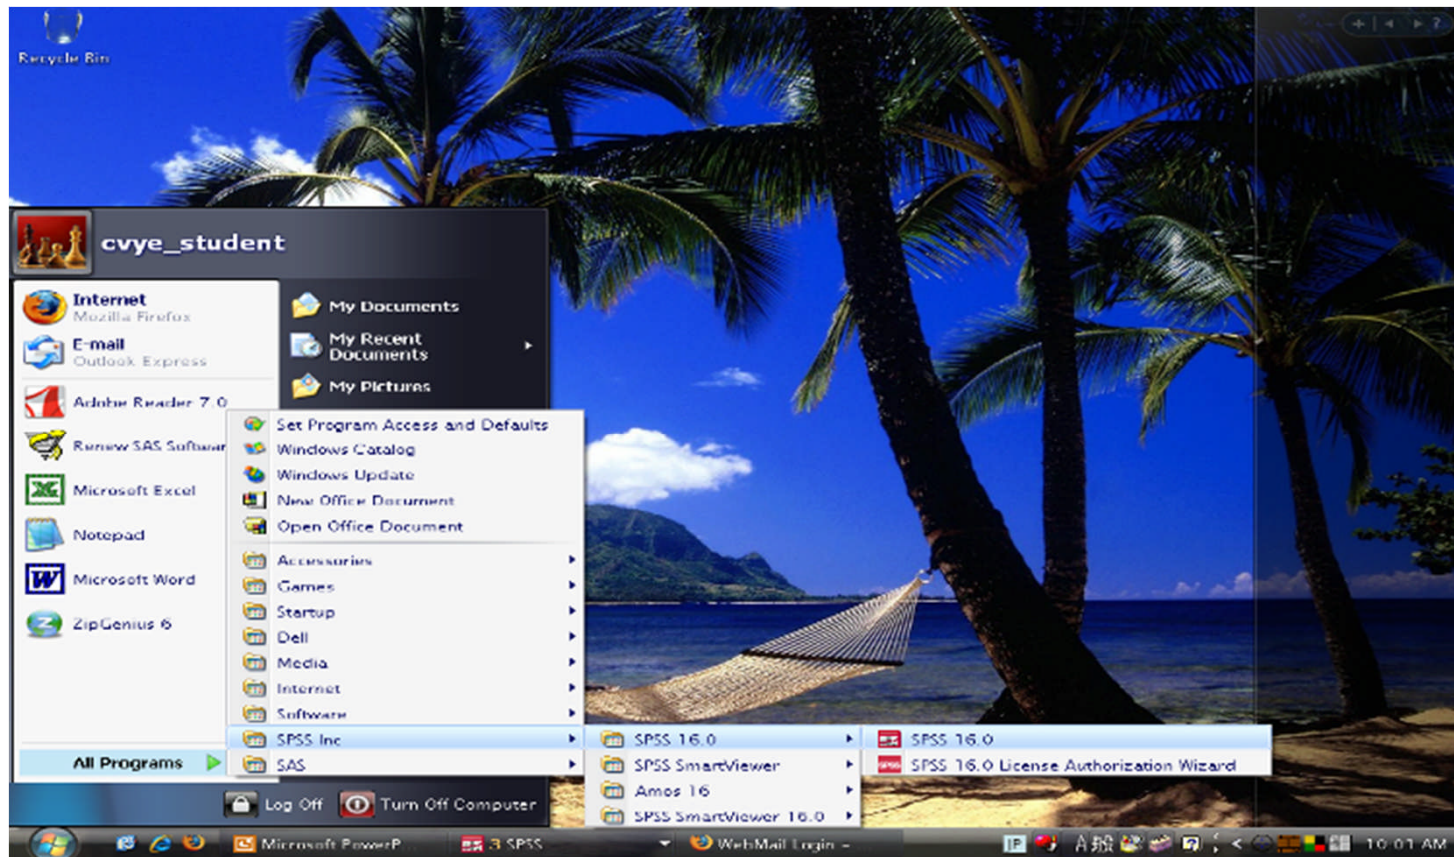 Recycle Bin
cvye_student
Internet
Mozilla Firefox
E-mail
Outlook Express
Adobe Reader 7.0
Renew SAS Softwar
Microsoft Excel
Notepad
Microsoft Word
ZipGenius 6
All Programs
My Documents
My Recent
Documents
My Pictures
Set Program Access and Defaults
Windows Catalog
Windows Update
New Office Document
Open Office Document
Accessories
Games
Startup
Dell
Media
Internet
Software
SPSS Inc
SAS
SPSS 16.0
SPSS SmartViewer
Amos 16
SPSS SmartViewer 16.0
SPSS 16.0
SPSS 16.0 License Authorization Wizard
Log Off
Turn Off Computer
Microsoft PowerP...
3 SPSS
WebMail Login -
JP
A 般
10:01 AM